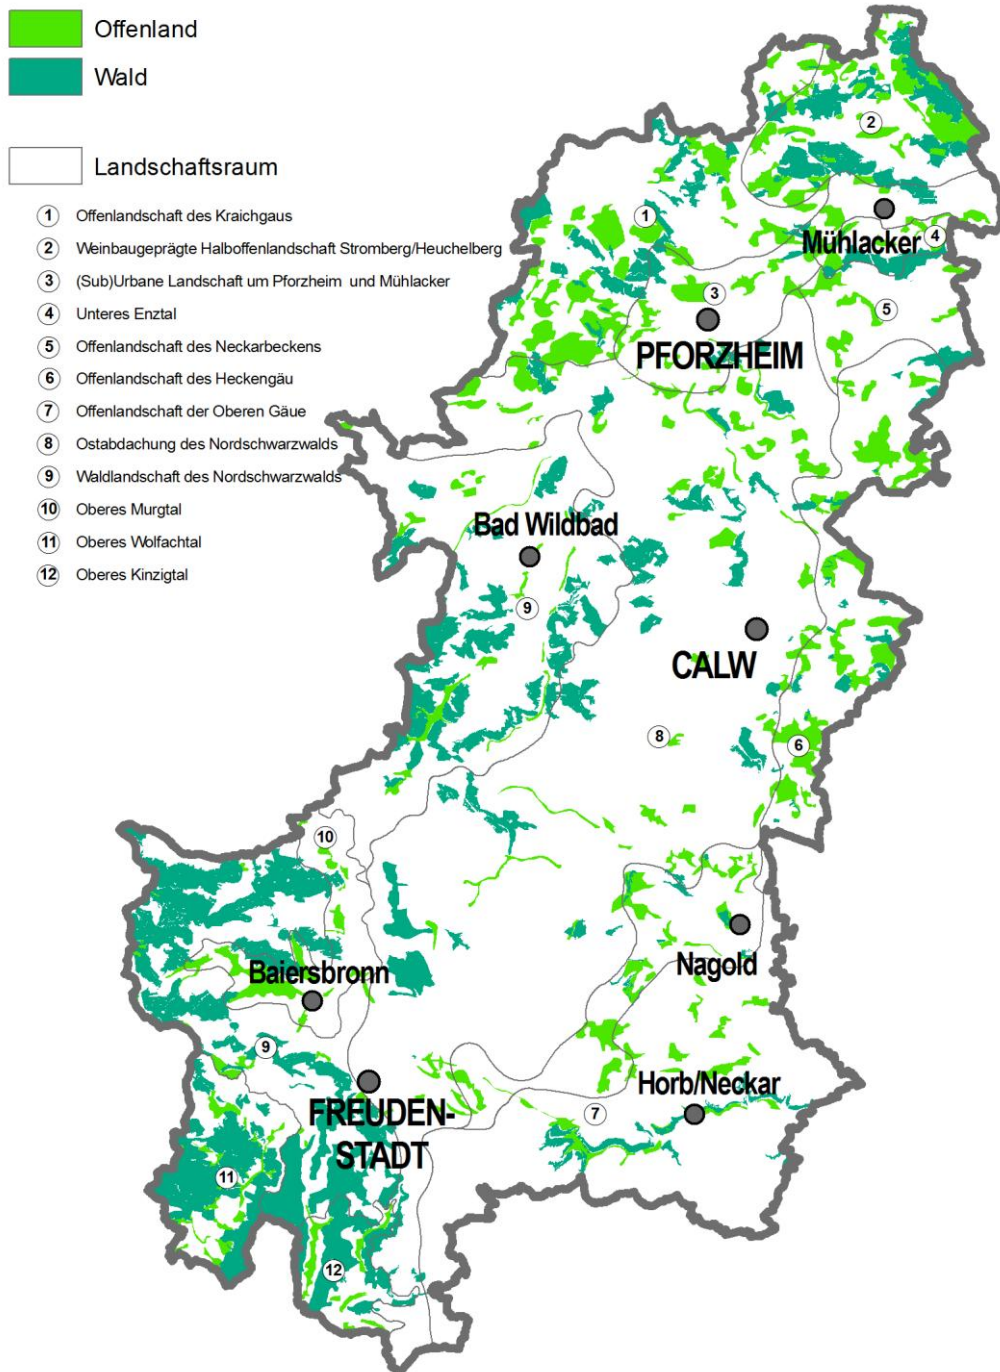 Offenland
Wald
Landschaftsraum
1 Offenlandschaft des Kraichgaus
2 Weinbaugeprägte Halboffenlandschaft Stromberg/Heuchelberg
3 (Sub)Urbane Landschaft um Pforzheim und Mühlacker
4 Unteres Enztal
5 Offenlandschaft des Neckarbeckens
6 Offenlandschaft des Heckengäu
7 Offenlandschaft der Oberen Gäue
8 Ostabdachung des Nordschwarzwalds
9 Waldlandschaft des Nordschwarzwalds
10 Oberes Murgtal
11 Oberes Wolfachtal
12 Oberes Kinzigtal
2
1
Mühlacker
4
3
5
PFORZHEIM
Bad Wildbad
9
CALW
8
6
10
Nagold
Baiersbronn
9
Horb/Neckar
7
FREUDEN-
STADT
11
12